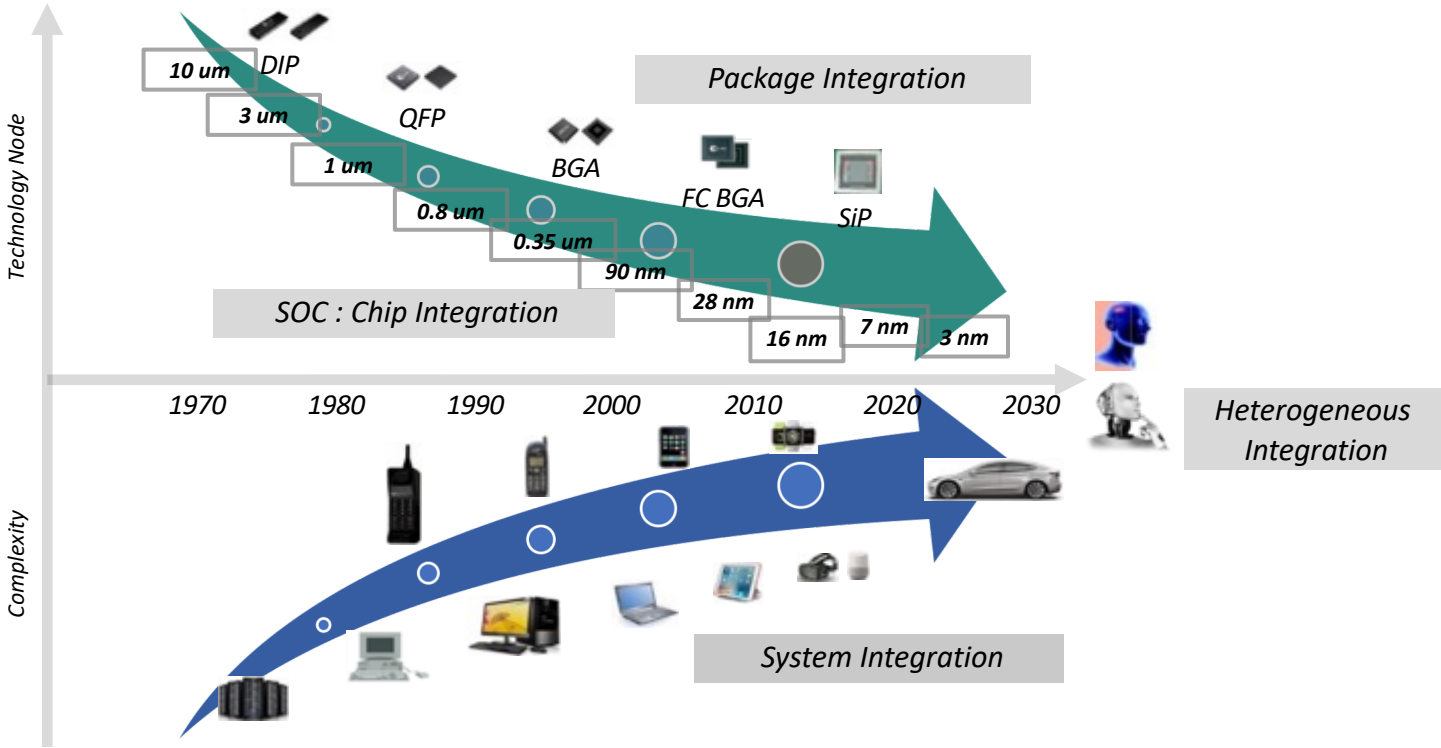 Technology Node
10 um
DIP
3 um
QFP
1 um
BGA
0.8 um
FC BGA
0.35 um
SiP
90 nm
28 nm
16 nm
7 nm
3 nm
Package Integration
SOC : Chip Integration
1970
1980
1990
2000
2010
2020
2030
Heterogeneous
Integration
Complexity
System Integration